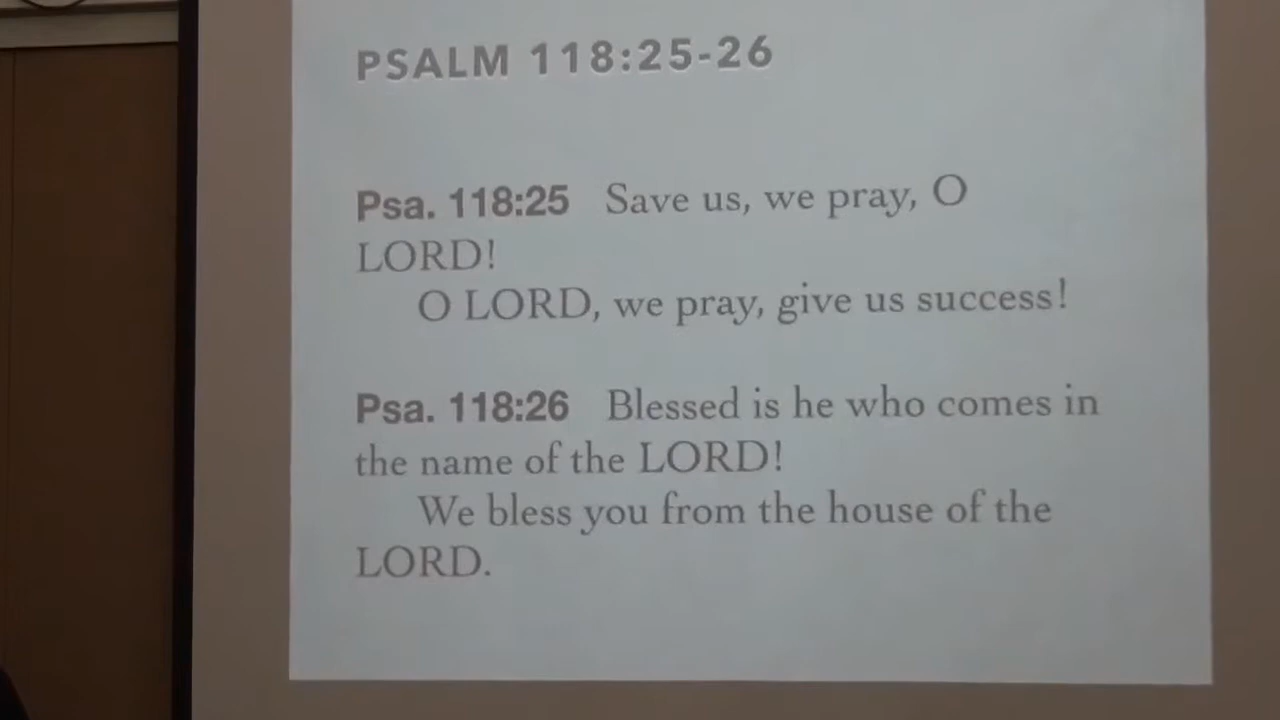 PSALM 118:25-26
Psa. 118:25 Save us, we pray, O
LORD!
O LORD, we pray, give us success!
Psa. 118:26 Blessed is he who comes in
the name of the LORD!
We bless you from the house of the
LORD.